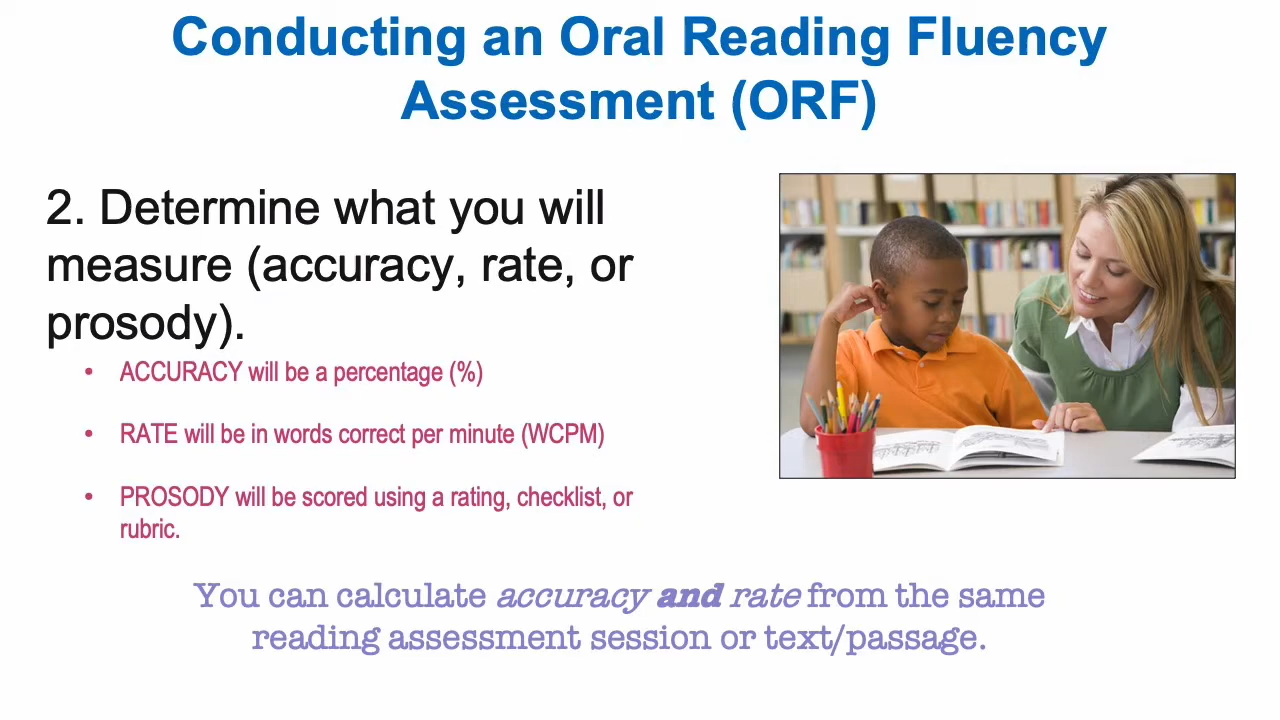 Conducting an Oral Reading Fluency
Assessment (ORF)
2. Determine what you will
measure (accuracy, rate, or
prosody).
• ACCURACY will be a percentage (%)
• RATE will be in words correct per minute (WCPM)
• PROSODY will be scored using a rating, checklist, or
rubric.
You can calculate accuracy and rate from the same
reading assessment session or text/passage.